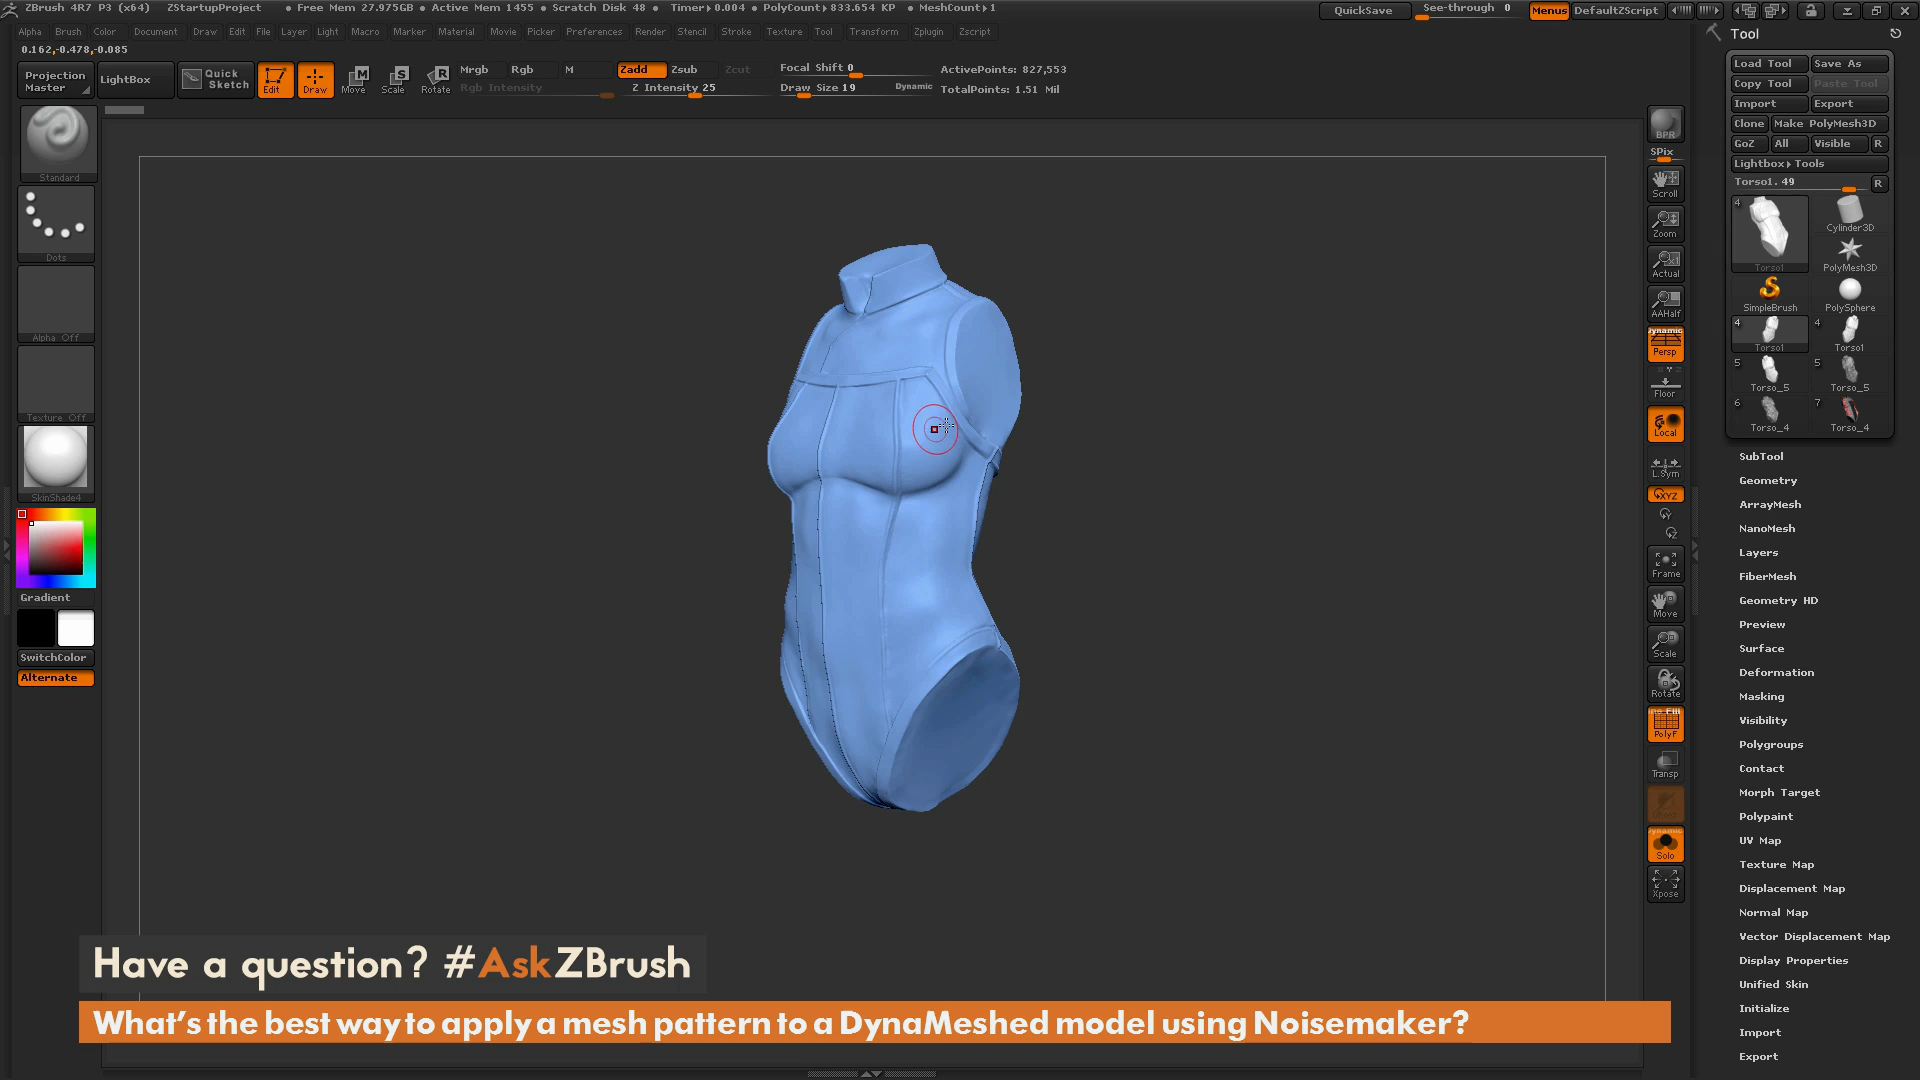 ZBrush 4R7 P3 (x64) ZStartupProject ● Free Mem 27.975GB ● Active Mem 1455 ● Scratch Disk 48 ● Timer▸0.004 ● PolyCount▸833.654 KP ● MeshCount▸1 QuickSave See-through 0 Menus DefaultZScript
Alpha Brush Color Document Draw Edit File Layer Light Macro Marker Material Movie Picker Preferences Render Stencil Stroke Texture Tool Transform Zplugin Zscript
0.162,-0.478,-0.085
Projection Master
LightBox
Quick Sketch
Edit
Draw
Move
Scale
Rotate
Mrgb Rgb M
Rgb Intensity
Zadd Zsub Zcut
Z Intensity 25
Focal Shift 0
Draw Size 19 Dynamic
ActivePoints: 827,553
TotalPoints: 1.51 Mil
Standard
Dots
Alpha Off
Texture Off
SkinShade4
Gradient
SwitchColor
Alternate
BPR
SPix
Scroll
Zoom
Actual
AAHalf
Dynamic
Persp
Floor
Local
L.Sym
XYZ
Y
Z
Frame
Move
Scale
Rotate
PolyF
Transp
Dynamic
Solo
Xpose
Tool
Load Tool Save As
Copy Tool Paste Tool
Import Export
Clone Make PolyMesh3D
GoZ All Visible R
Lightbox▸Tools
Torso1. 49 R
4 Torso1
Cylinder3D
PolyMesh3D
SimpleBrush PolySphere
4 Torso1 4 Torso1
5 Torso_5 5 Torso_5
6 Torso_4 7 Torso_4
SubTool
Geometry
ArrayMesh
NanoMesh
Layers
FiberMesh
Geometry HD
Preview
Surface
Deformation
Masking
Visibility
Polygroups
Contact
Morph Target
Polypaint
UV Map
Texture Map
Displacement Map
Normal Map
Vector Displacement Map
Display Properties
Unified Skin
Initialize
Import
Export
Have a question? #AskZBrush
What's the best way to apply a mesh pattern to a DynaMeshed model using Noisemaker?